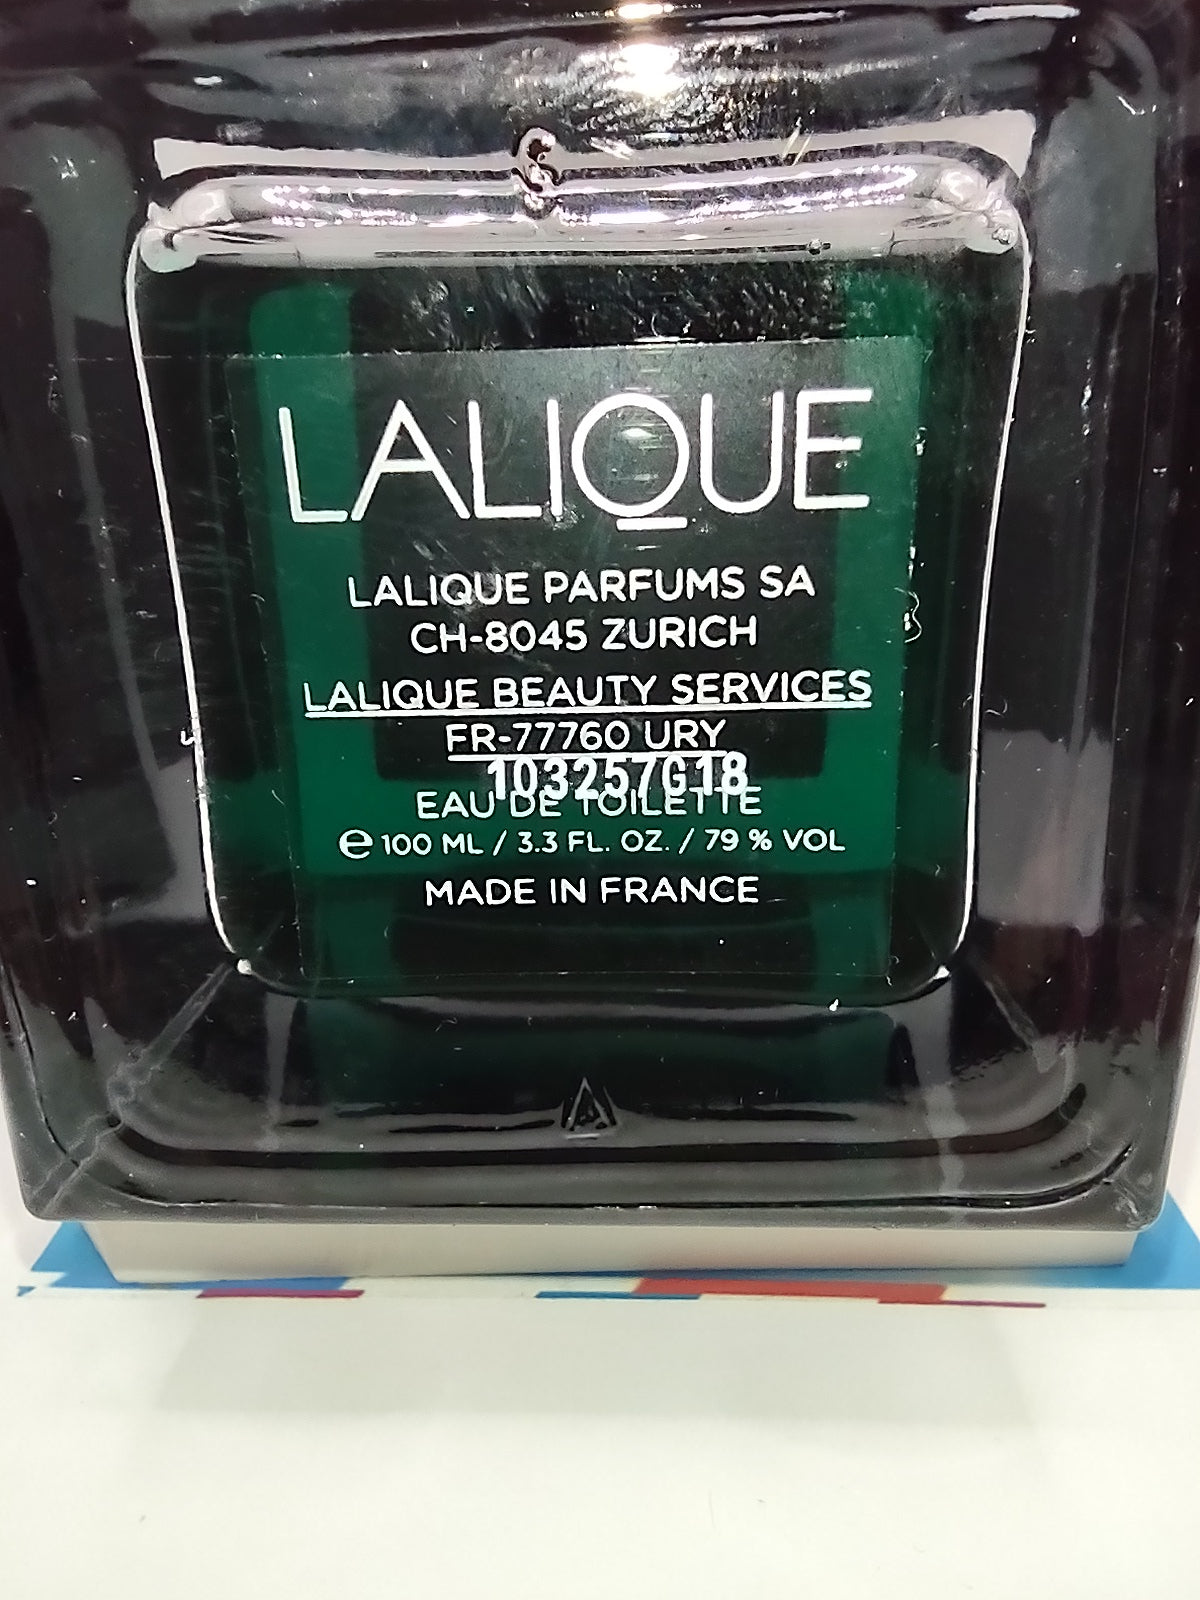 LALIQUE
LALIQUE PARFUMS SA
CH-8045 ZURICH
LALIQUE BEAUTY SERVICES
FR-77760 URY
103257G18
EAU DE TOILETTE
℮ 100 ML / 3.3 FL. OZ. / 79 % VOL
MADE IN FRANCE